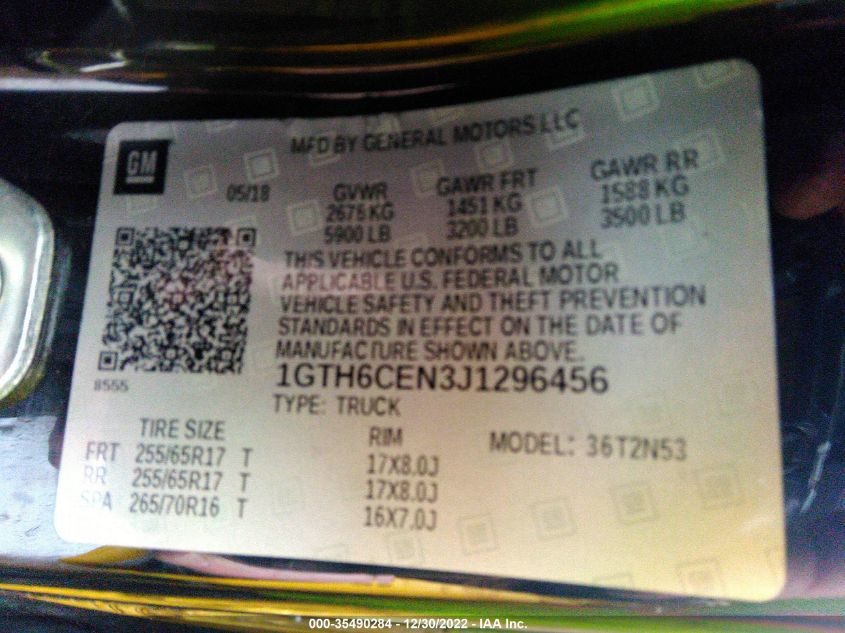 MFD BY GENERAL MOTORS LLC
GM
05/18 GVWR GAWR FRT GAWR RR
2676 KG 1451 KG 1588 KG
5900 LB 3200 LB 3500 LB
THIS VEHICLE CONFORMS TO ALL
APPLICABLE U.S. FEDERAL MOTOR
VEHICLE SAFETY AND THEFT PREVENTION
STANDARDS IN EFFECT ON THE DATE OF
MANUFACTURE SHOWN ABOVE.
8555
1GTH6CEN3J1296456
TYPE: TRUCK
TIRE SIZE RIM MODEL: 36T2N53
FRT 255/65R17 T 17X8.0J
RR 255/65R17 T 17X8.0J
SPA 265/70R16 T 16X7.0J
000-35490284 - 12/30/2022 - IAA Inc.